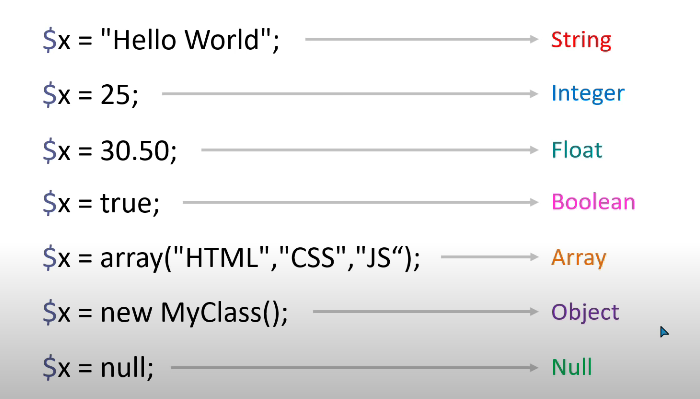 $x = "Hello World"; String
$x = 25; Integer
$x = 30.50; Float
$x = true; Boolean
$x = array("HTML","CSS","JS“); Array
$x = new MyClass(); Object
$x = null; Null